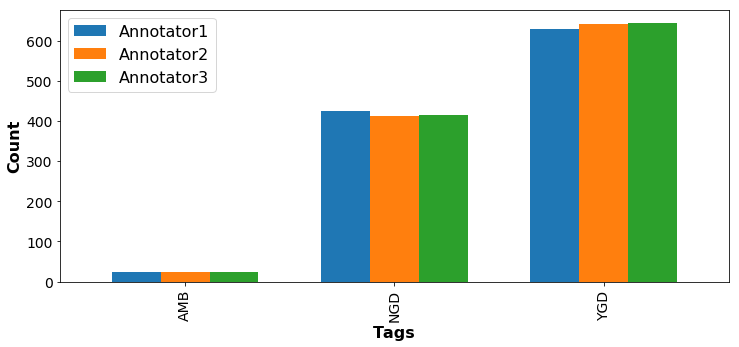 Annotator1
Annotator2
Annotator3
Count
600
500
400
300
200
100
0
AMB
NGD
YGD
Tags